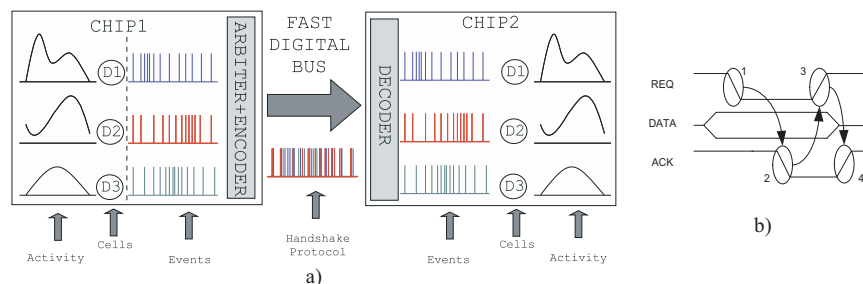 CHIP1
FAST
DIGITAL
BUS
CHIP2
D1
D2
D3
ARBITER+ENCODER
DECODER
D1
D2
D3
Activity
Cells
Events
Handshake
Protocol
Events
Cells
Activity
a)
REQ
DATA
ACK
1
3
2
4
b)